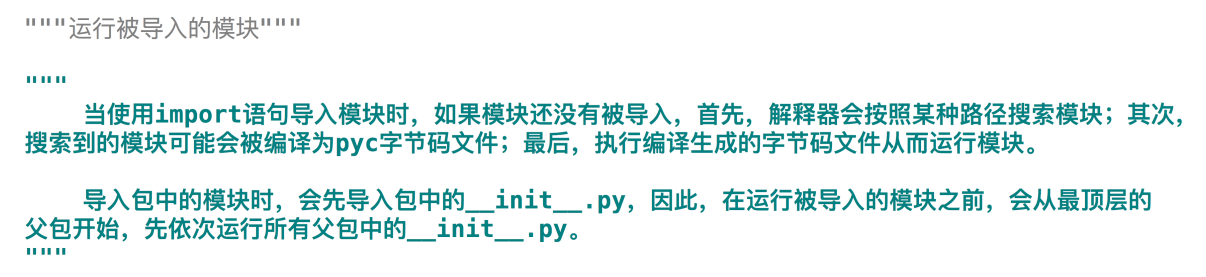 """运行被导入的模块"""
"""
当使用import语句导入模块时，如果模块还没有被导入，首先，解释器会按照某种路径搜索模块；其次，
搜索到的模块可能会被编译为pyc字节码文件；最后，执行编译生成的字节码文件从而运行模块。
导入包中的模块时，会先导入包中的__init__.py，因此，在运行被导入的模块之前，会从最顶层的
父包开始，先依次运行所有父包中的__init__.py。
"""